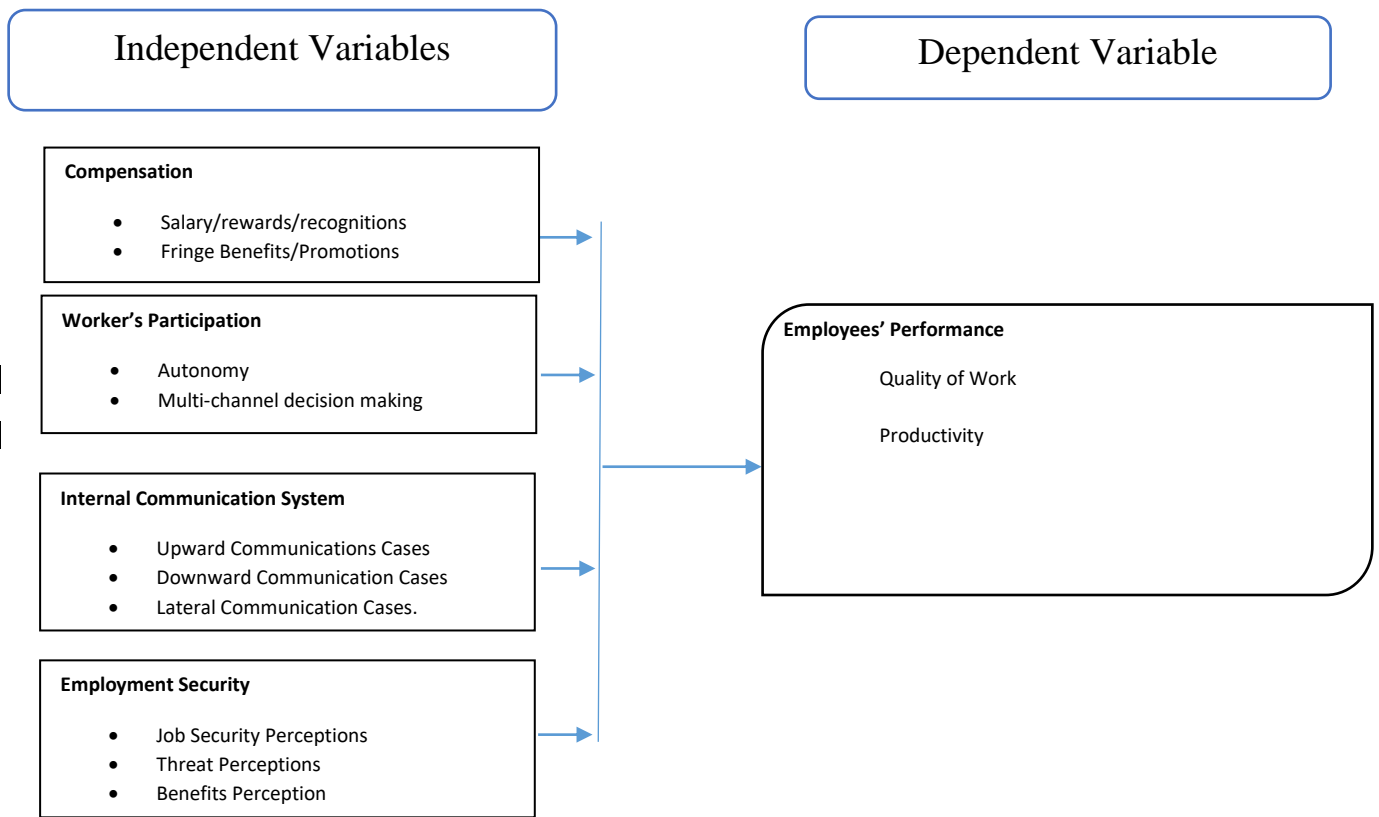 Independent Variables
Dependent Variable
Compensation
• Salary/rewards/recognitions
• Fringe Benefits/Promotions
Worker’s Participation
• Autonomy
• Multi-channel decision making
Internal Communication System
• Upward Communications Cases
• Downward Communication Cases
• Lateral Communication Cases.
Employment Security
• Job Security Perceptions
• Threat Perceptions
• Benefits Perception
Employees’ Performance
Quality of Work
Productivity